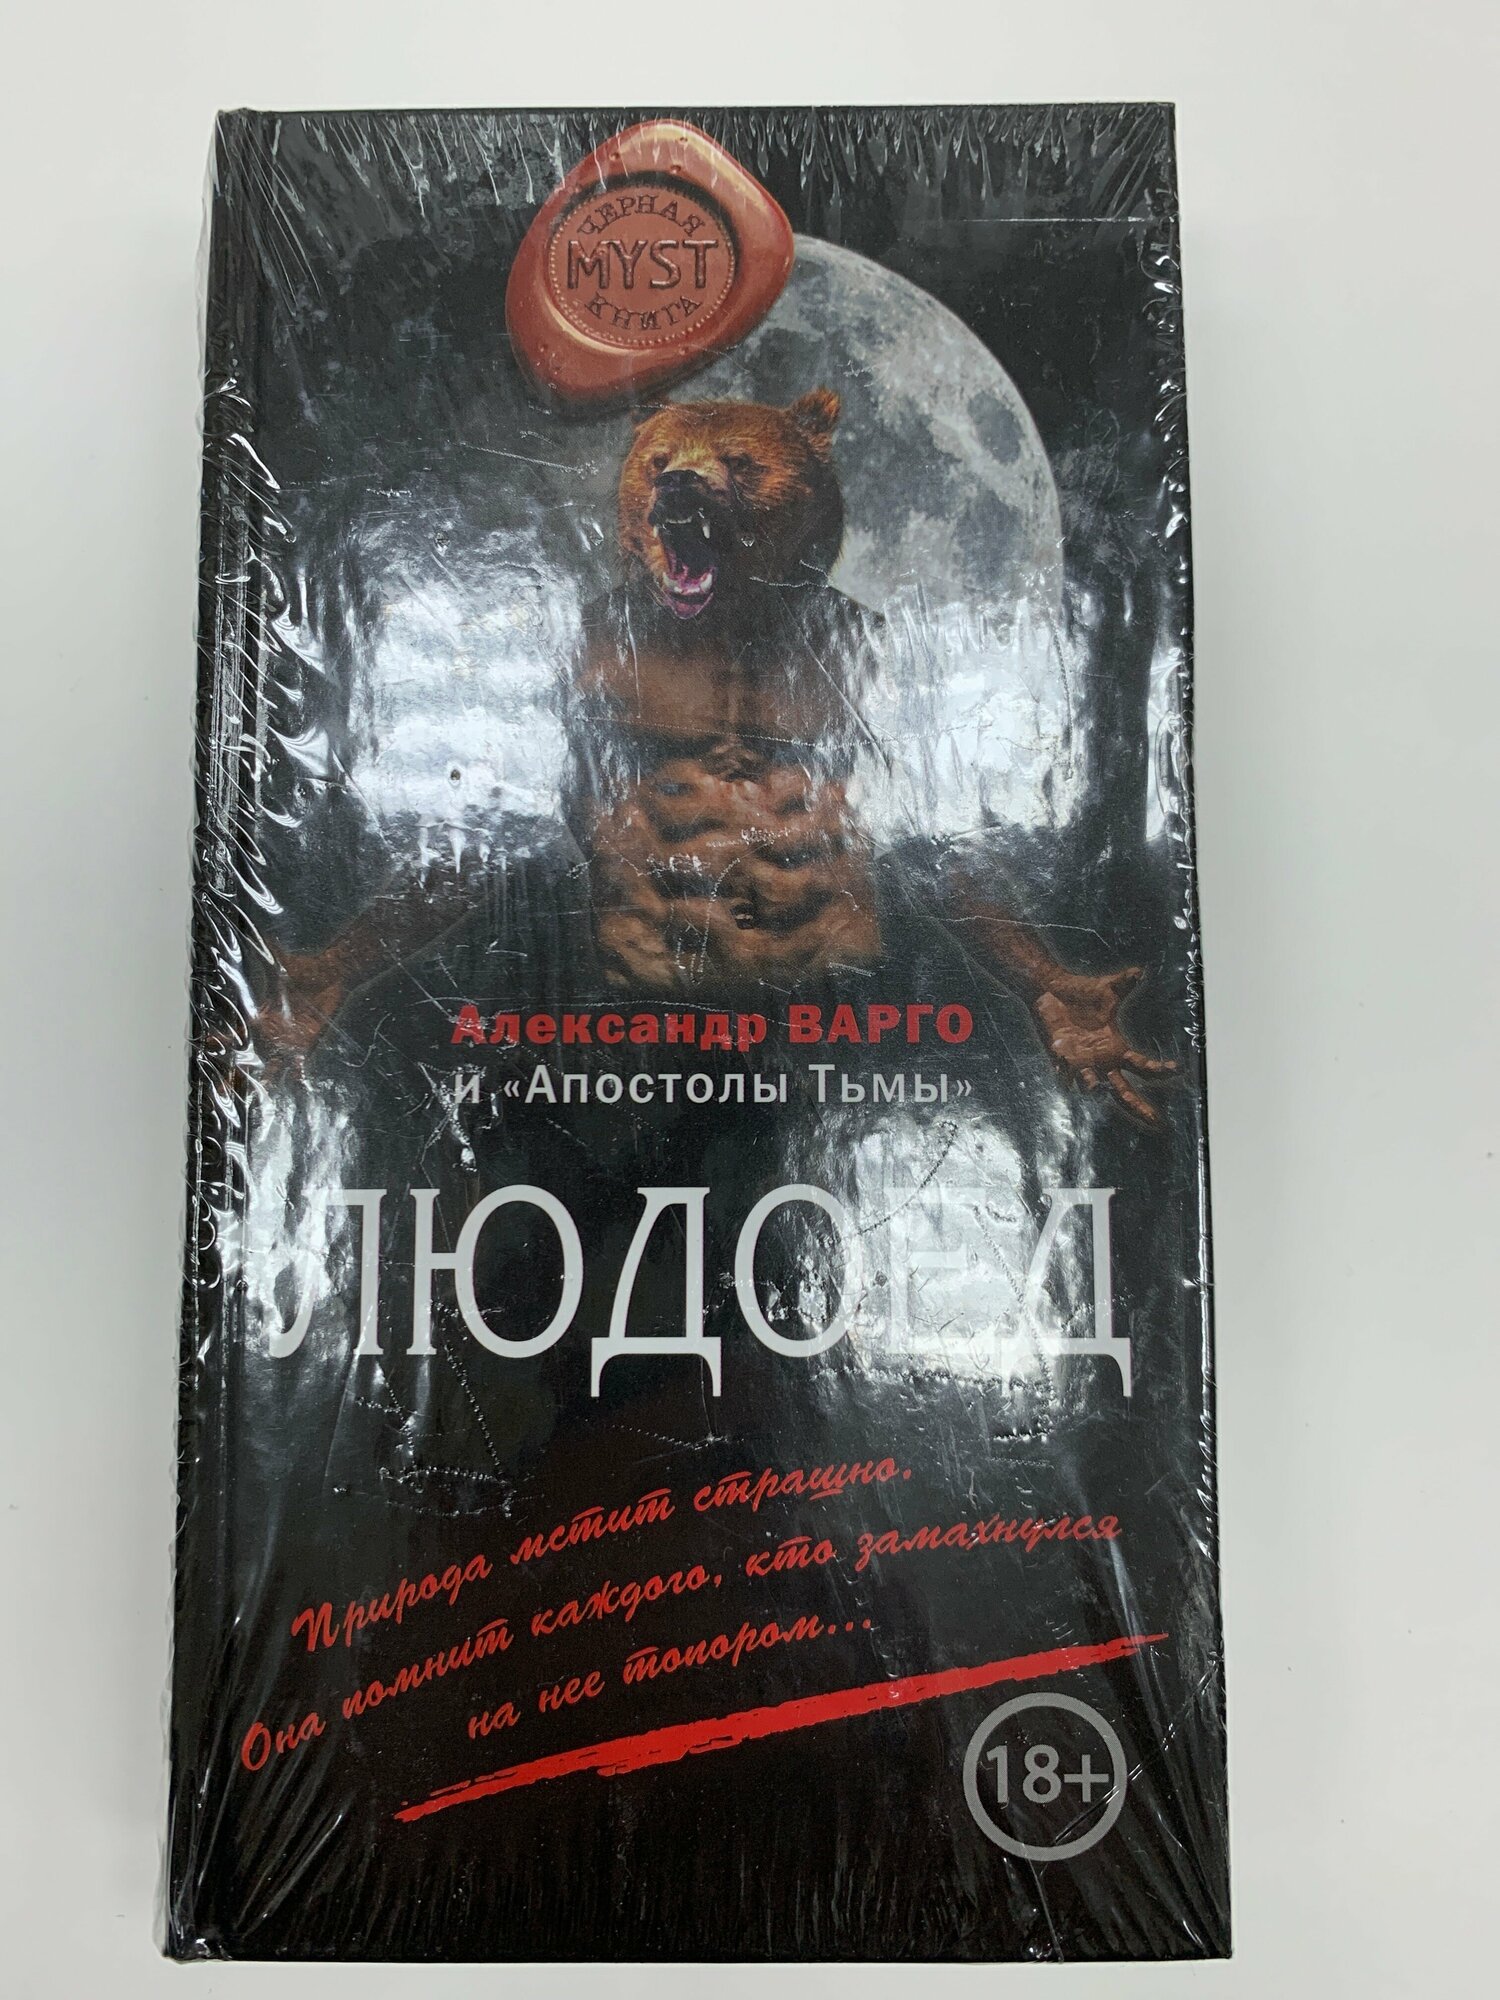 ЧЕРНАЯ
MYST
КНИГА
Александр ВАРГО
и «Апостолы Тьмы»
ЛЮДОЕД
Природа мстит страшно.
Она помнит каждого, кто замахнулся
на нее топором...
18+